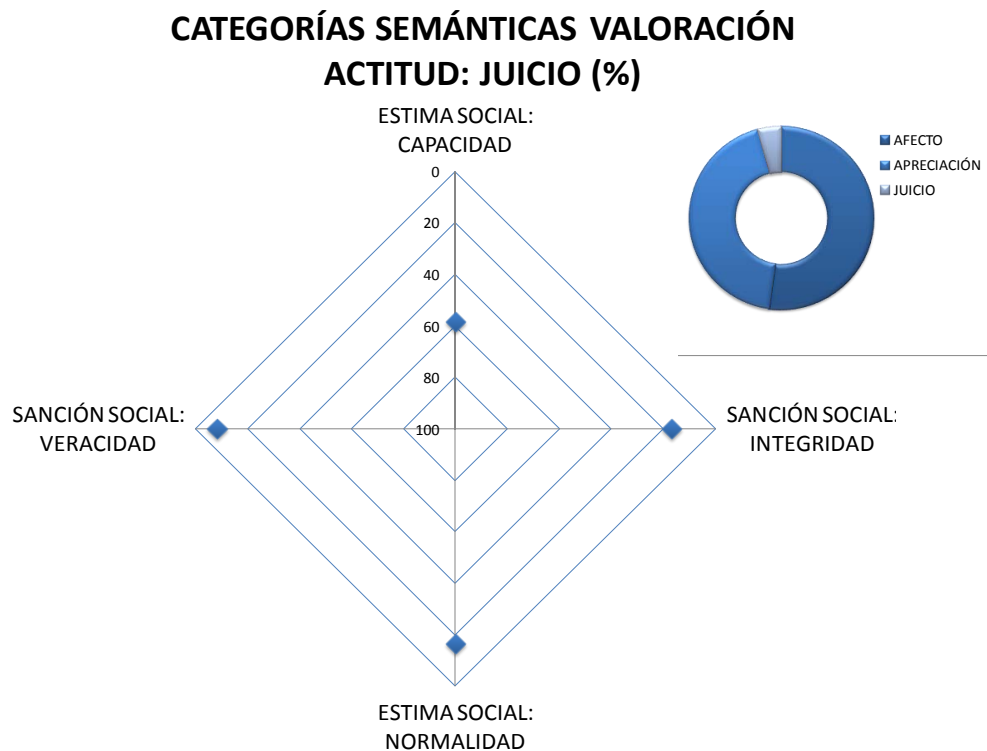 CATEGORÍAS SEMÁNTICAS VALORACIÓN
ACTITUD: JUICIO (%)
ESTIMA SOCIAL:
CAPACIDAD
0
20
40
60
80
100
SANCIÓN SOCIAL:
VERACIDAD
SANCIÓN SOCIAL:
INTEGRIDAD
ESTIMA SOCIAL:
NORMALIDAD
AFECTO
APRECIACIÓN
JUICIO